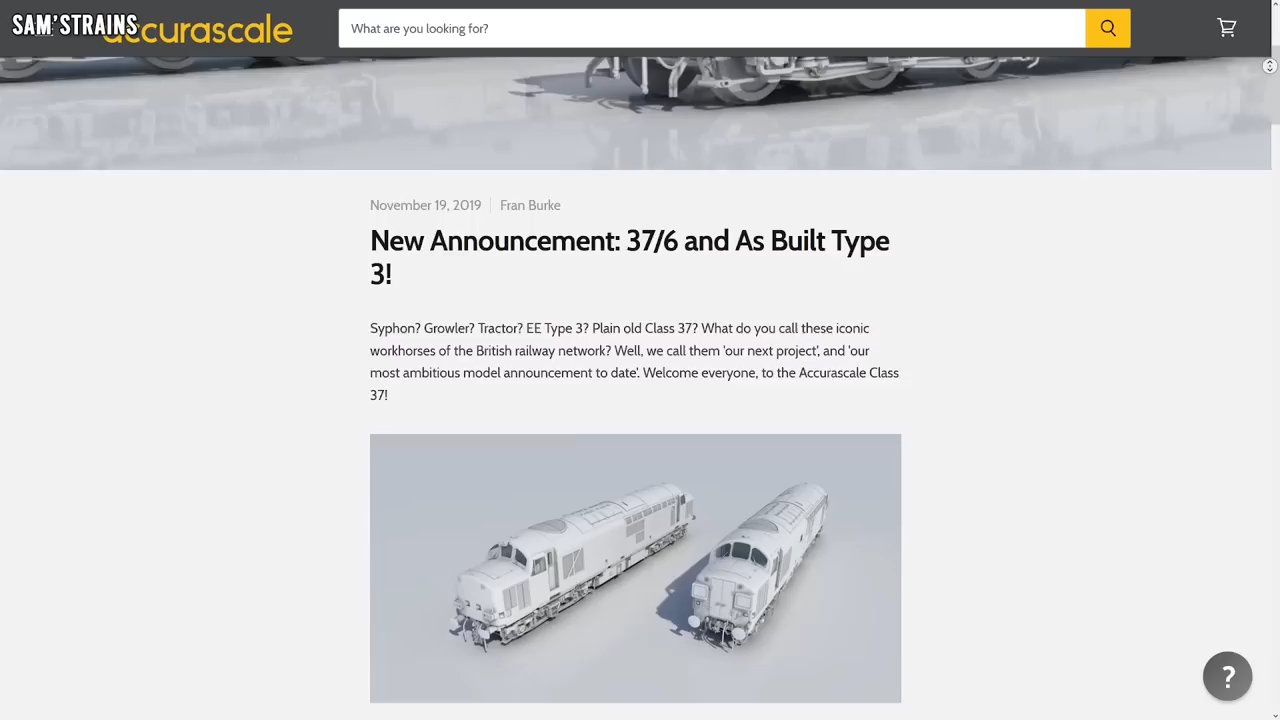 SAM'STRAINS
accurascale
What are you looking for?
November 19, 2019
Fran Burke
New Announcement: 37/6 and As Built Type
3!
Syphon? Growler? Tractor? EE Type 3? Plain old Class 37? What do you call these iconic
workhorses of the British railway network? Well, we call them 'our next project', and 'our
most ambitious model announcement to date'. Welcome everyone, to the Accurascale Class
37!
?